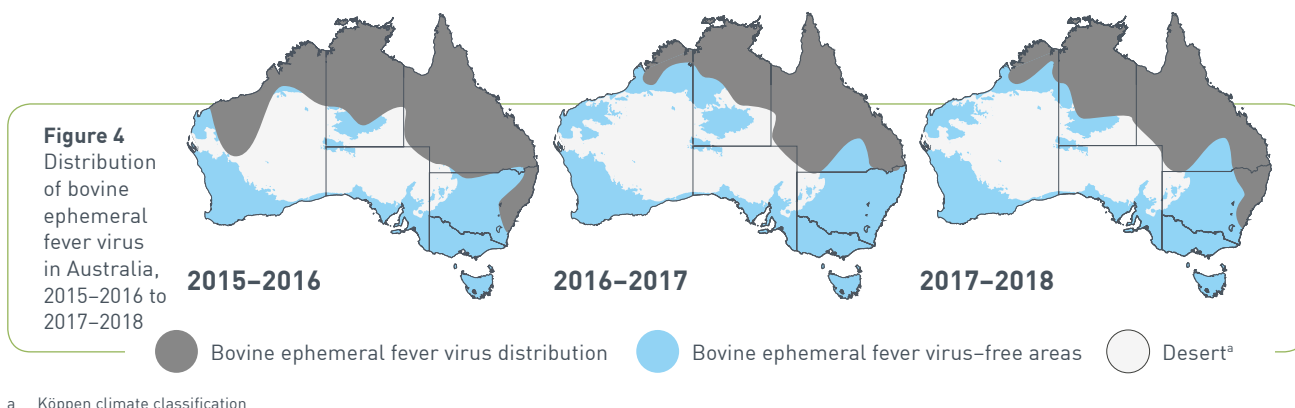 Figure 4
Distribution
of bovine
ephemeral
fever virus
in Australia,
2015–2016 to
2017–2018
2015–2016
2016–2017
2017–2018
Bovine ephemeral fever virus distribution
Bovine ephemeral fever virus–free areas
Desertª
a Köppen climate classification